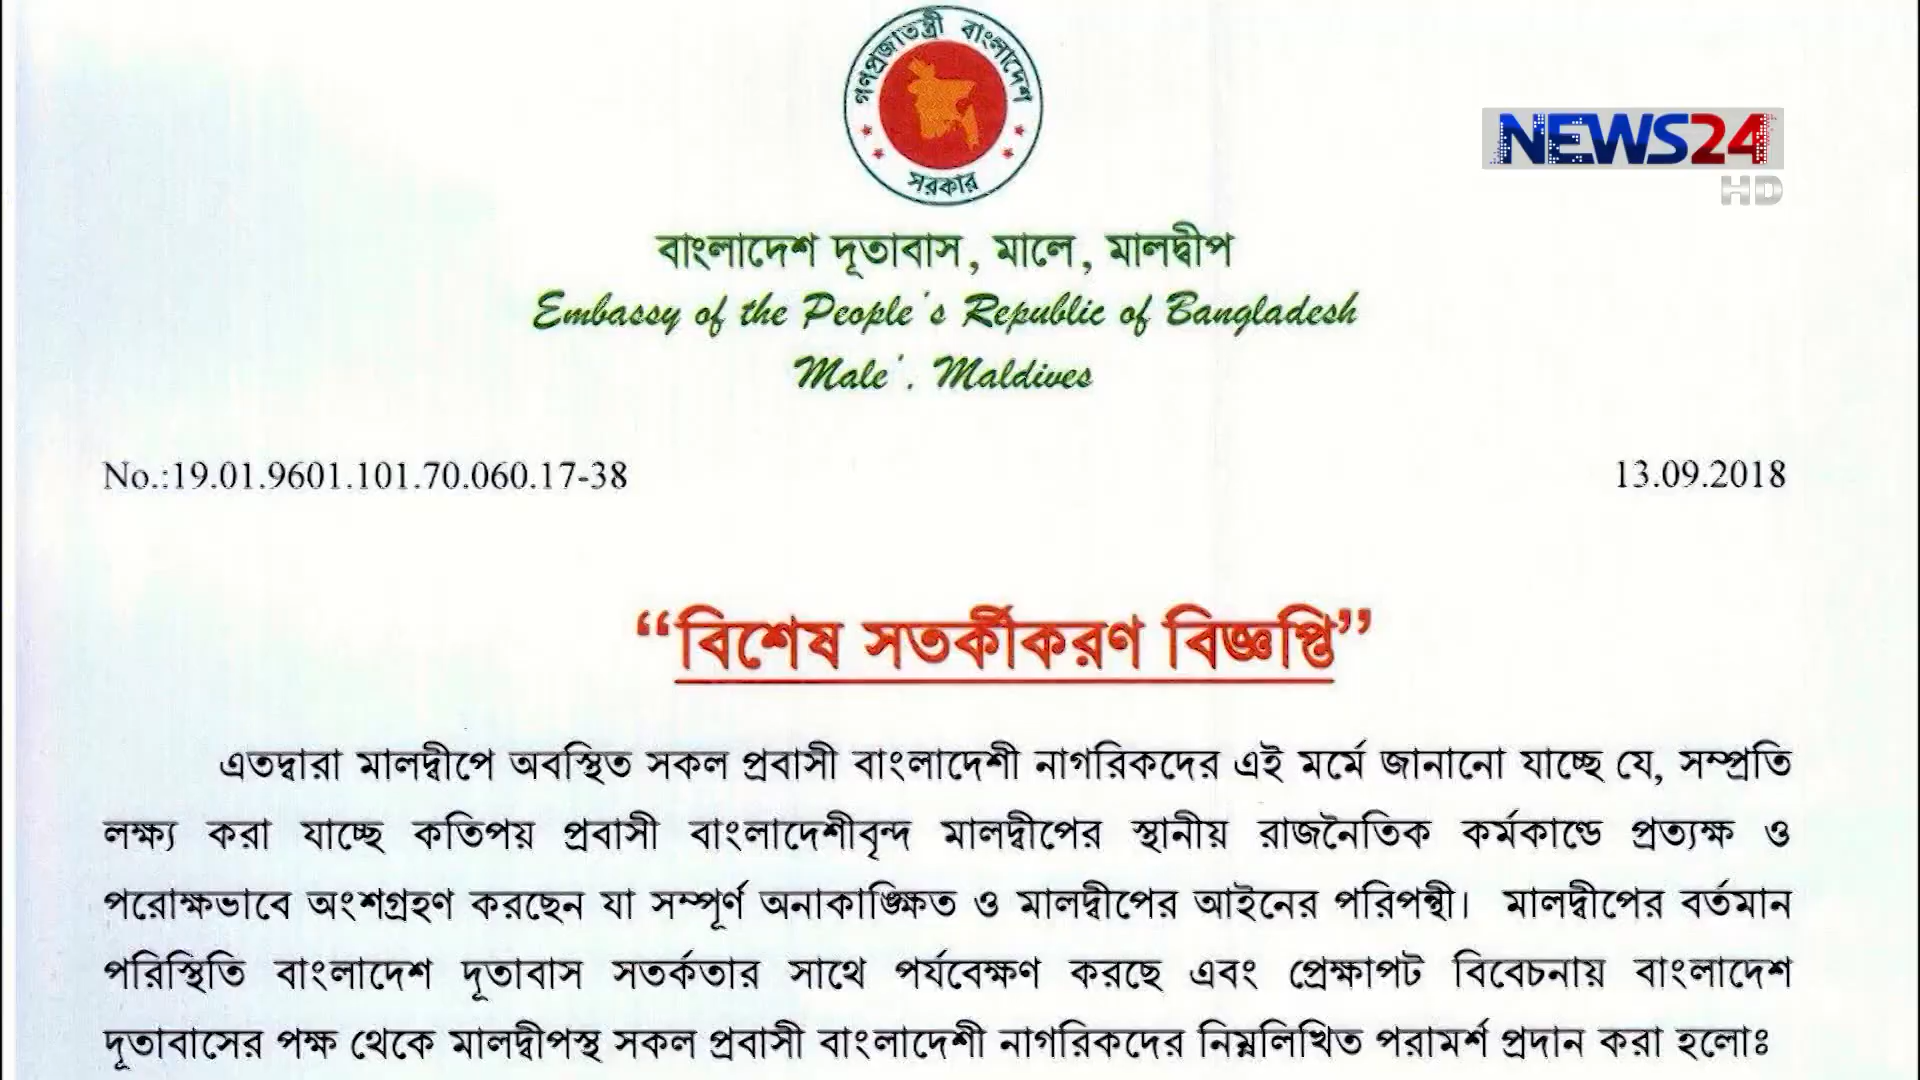 গণপ্রজাতন্ত্রী বাংলাদেশ
সরকার
NEWS24
HD
বাংলাদেশ দূতাবাস, মালে, মালদ্বীপ
Embassy of the People's Republic of Bangladesh
Male', Maldives
No.:19.01.9601.101.70.060.17-38
13.09.2018
“বিশেষ সতর্কীকরণ বিজ্ঞপ্তি”
এতদ্বারা মালদ্বীপে অবস্থিত সকল প্রবাসী বাংলাদেশী নাগরিকদের এই মর্মে জানানো যাচ্ছে যে, সম্প্রতি
লক্ষ্য করা যাচ্ছে কতিপয় প্রবাসী বাংলাদেশীবৃন্দ মালদ্বীপের স্থানীয় রাজনৈতিক কর্মকান্ডে প্রত্যক্ষ ও
পরোক্ষভাবে অংশগ্রহণ করছেন যা সম্পূর্ণ অনাকাঙ্ক্ষিত ও মালদ্বীপের আইনের পরিপন্থী। মালদ্বীপের বর্তমান
পরিস্থিতি বাংলাদেশ দূতাবাস সতর্কতার সাথে পর্যবেক্ষণ করছে এবং প্রেক্ষাপট বিবেচনায় বাংলাদেশ
দূতাবাসের পক্ষ থেকে মালদ্বীপস্থ সকল প্রবাসী বাংলাদেশী নাগরিকদের নিম্নলিখিত পরামর্শ প্রদান করা হলোঃ